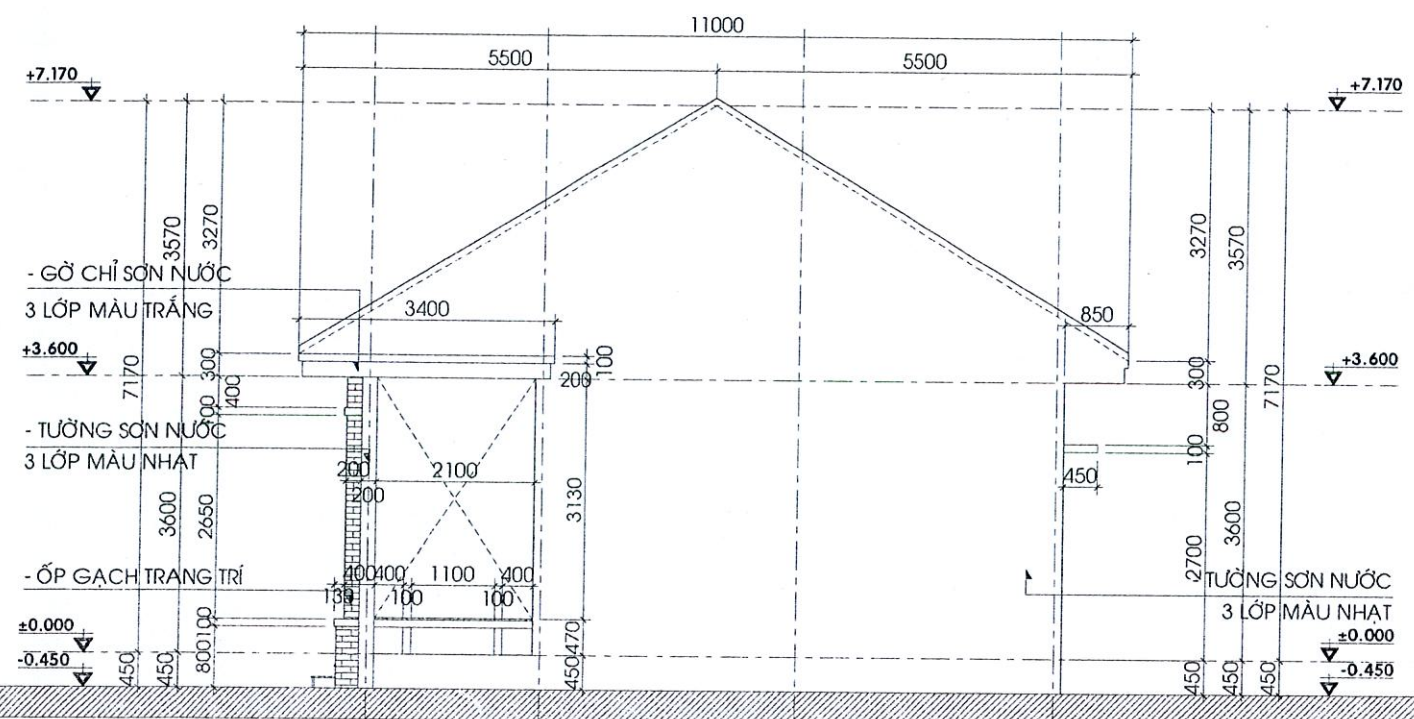 11000
5500 5500
+7.170 +7.170
3570 3270 3270 3570
- GỜ CHỈ SƠN NƯỚC
3 LỚP MÀU TRẮNG
3400 850
+3.600 +3.600
7170 300 400 100 200 300 7170
100 800
- TƯỜNG SƠN NƯỚC
3 LỚP MÀU NHẠT
200 2100 100 450
200
3600 2650 3130 3600
2700
- ỐP GẠCH TRANG TRÍ
400 400 1100 400
130 100 100
TƯỜNG SƠN NƯỚC
3 LỚP MÀU NHẠT
±0.000 ±0.000
800 100 470
-0.450 -0.450
450 450 450 450 450 450